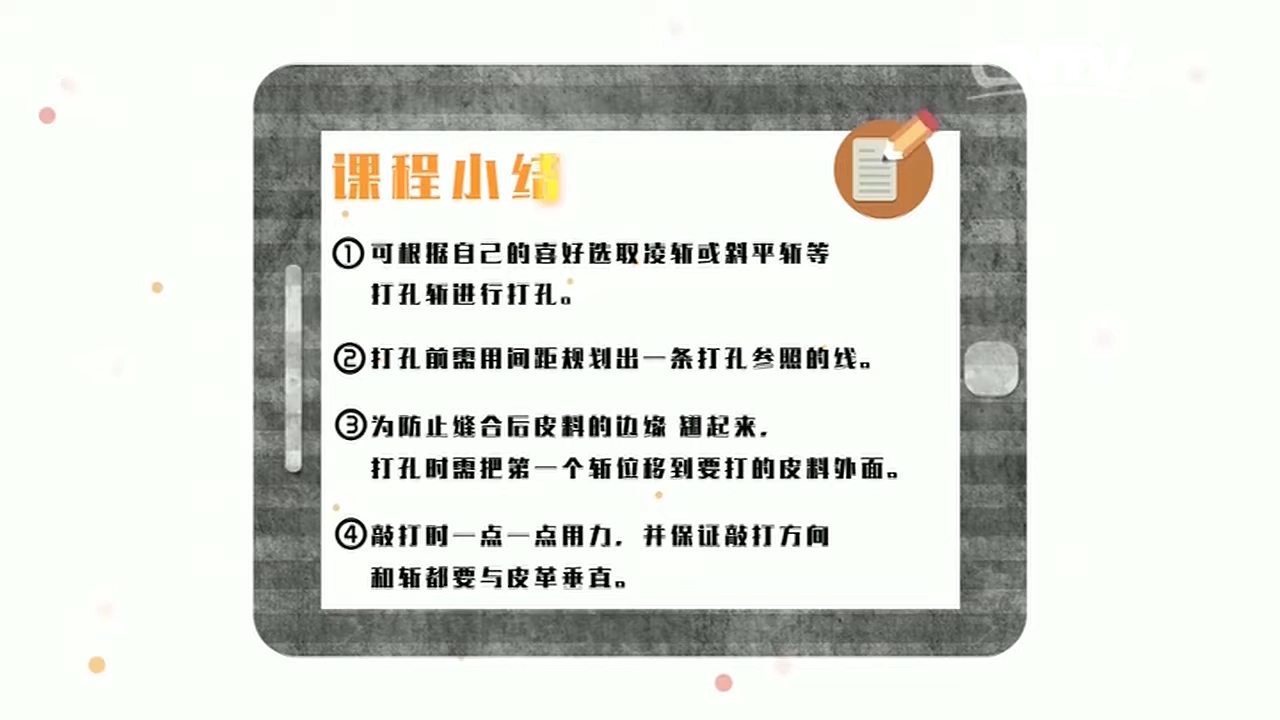 课程小结
①可根据自己的喜好选取凌斩或斜平斩等
打孔斩进行打孔。
②打孔前需用间距规划出一条打孔参照的线。
③为防止缝合后皮料的边缘 翘起来,
打孔时需把第一个斩位移到要打的皮料外面。
④敲打时一点一点用力, 并保证敲打方向
和斩都要与皮革垂直。